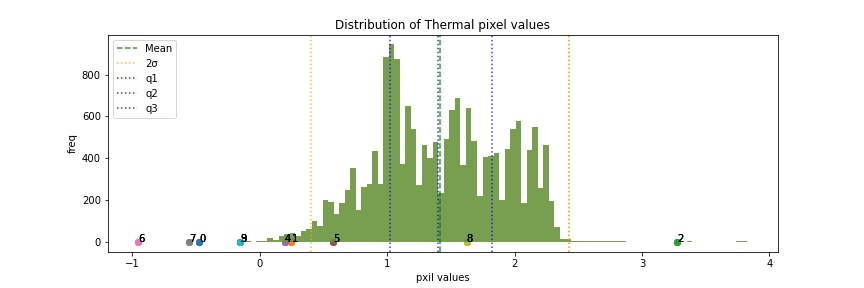 Distribution of Thermal pixel values
Mean
2σ
q1
q2
q3
freq
800
600
400
200
0
6
7
0
9
4
1
5
8
2
−1
0
1
2
3
4
pxil values